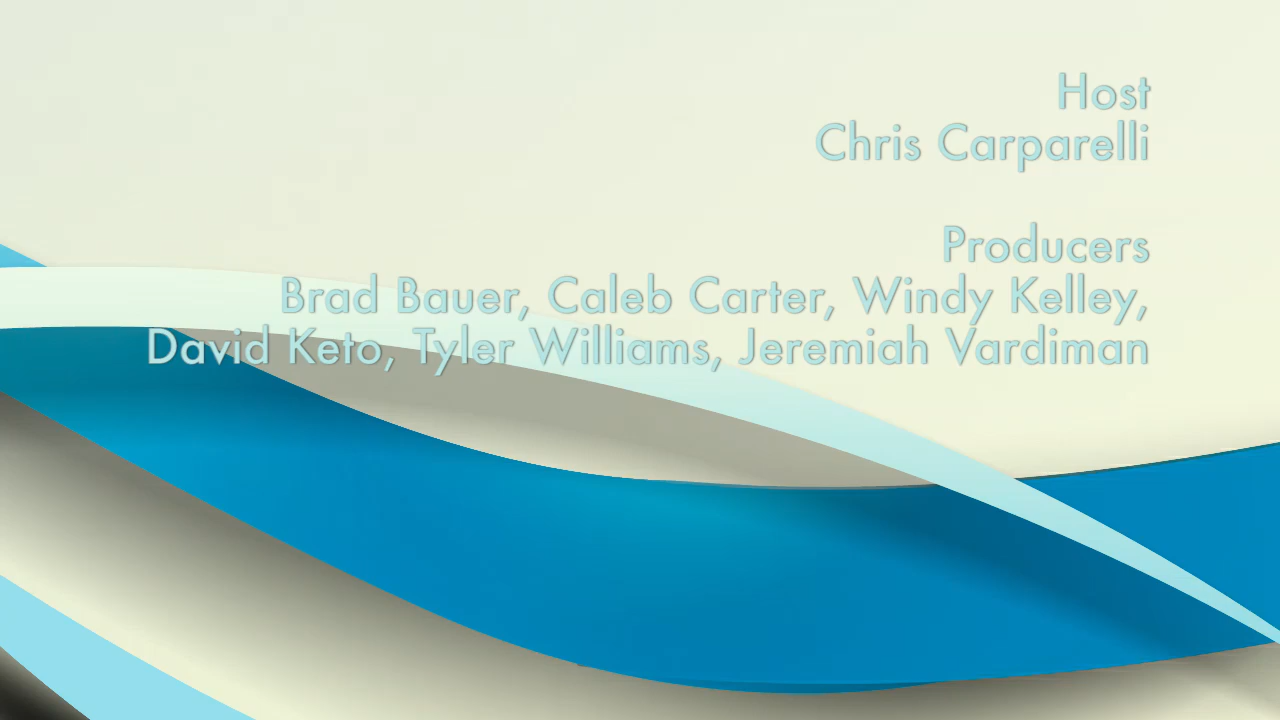 Host
Chris Carparelli
Producers
Brad Bauer, Caleb Carter, Windy Kelley,
David Keto, Tyler Williams, Jeremiah Vardiman